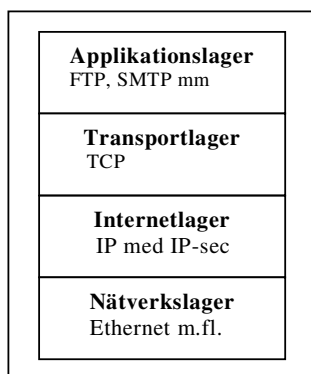 Applikationslager
FTP, SMTP mm
Transportlager
TCP
Internetlager
IP med IP-sec
Nätverkslager
Ethernet m.fl.